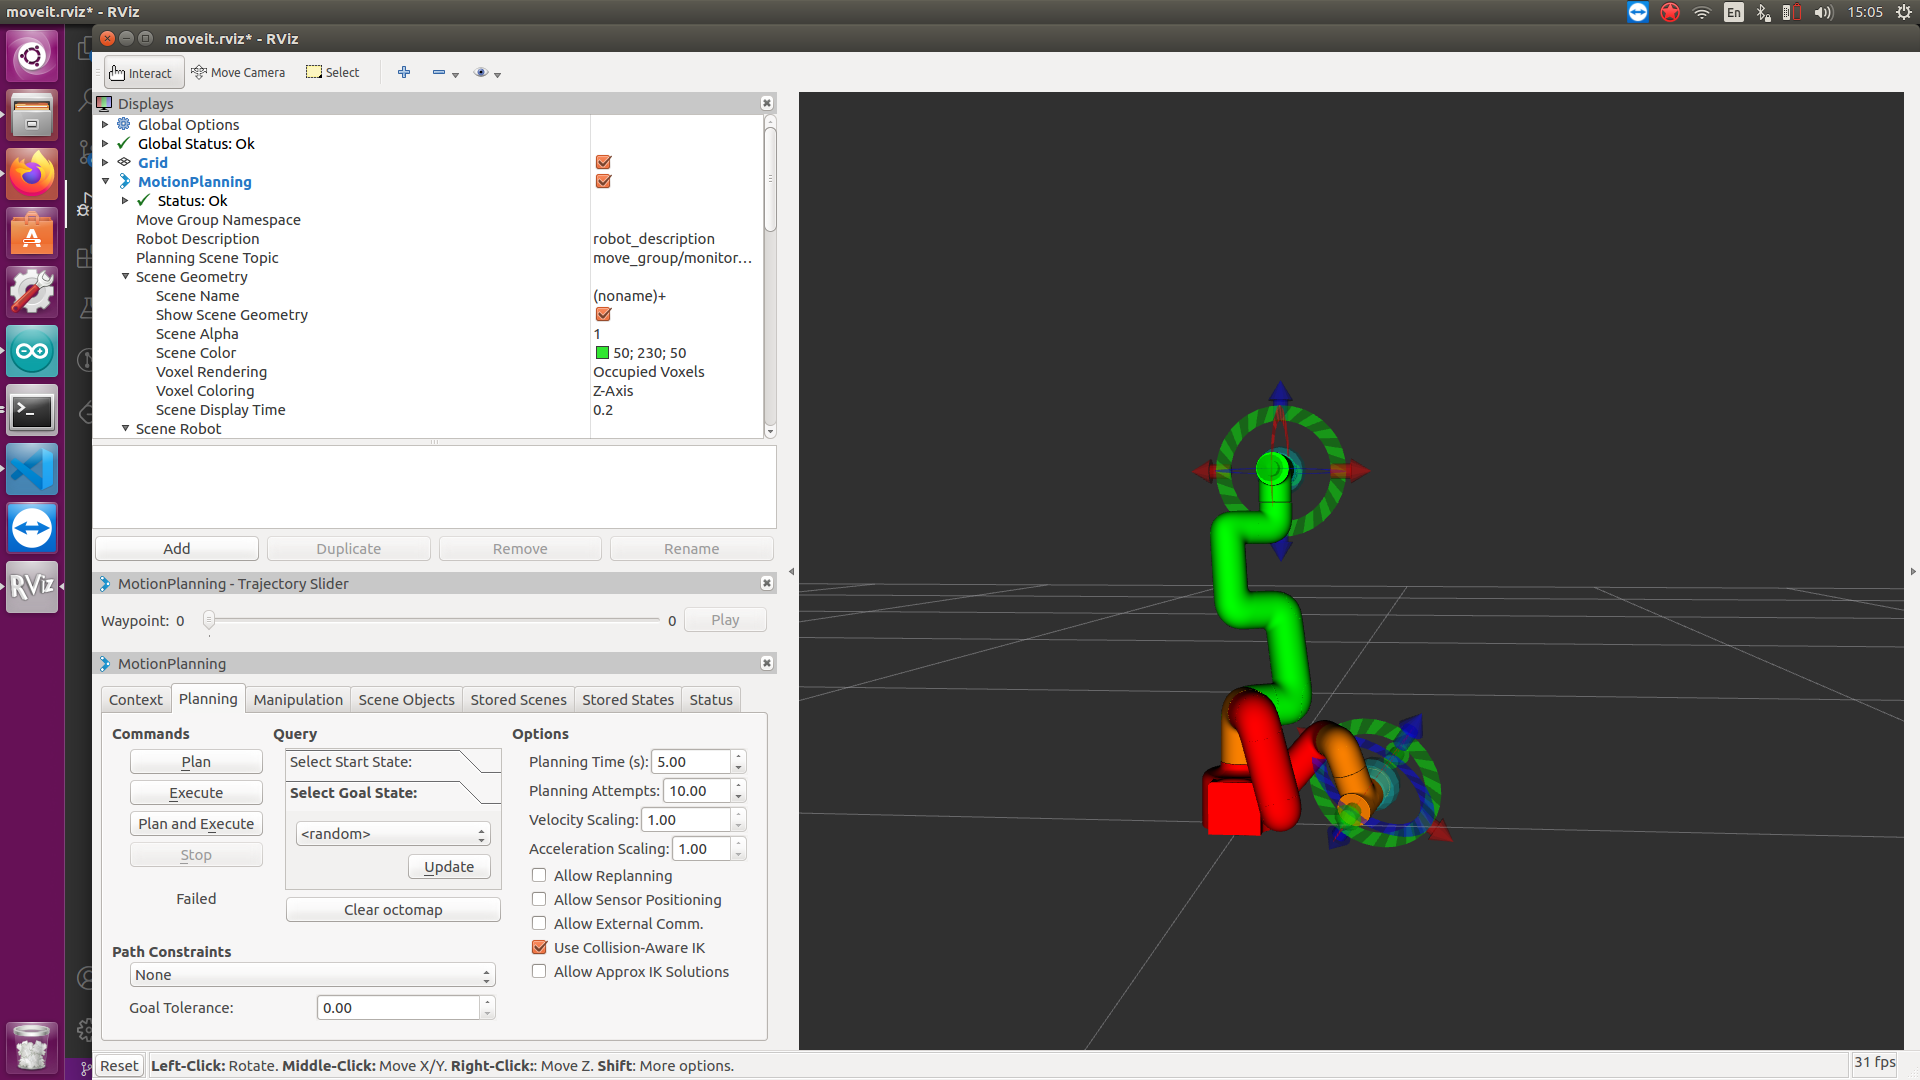 moveit.rviz* - RViz
En
15:05
moveit.rviz* - RViz
Interact
Move Camera
Select
Displays
Global Options
Global Status: Ok
Grid
MotionPlanning
Status: Ok
Move Group Namespace
Robot Description
robot_description
Planning Scene Topic
move_group/monitor...
Scene Geometry
Scene Name
(noname)+
Show Scene Geometry
Scene Alpha
1
Scene Color
50; 230; 50
Voxel Rendering
Occupied Voxels
Voxel Coloring
Z-Axis
Scene Display Time
0.2
Scene Robot
Add
Duplicate
Remove
Rename
RViz
MotionPlanning - Trajectory Slider
Waypoint: 0
0
Play
MotionPlanning
Context
Planning
Manipulation
Scene Objects
Stored Scenes
Stored States
Status
Commands
Plan
Execute
Plan and Execute
Stop
Failed
Query
Select Start State:
Select Goal State:
<random>
Update
Clear octomap
Options
Planning Time (s): 5.00
Planning Attempts: 10.00
Velocity Scaling: 1.00
Acceleration Scaling: 1.00
Allow Replanning
Allow Sensor Positioning
Allow External Comm.
Use Collision-Aware IK
Allow Approx IK Solutions
Path Constraints
None
Goal Tolerance: 0.00
Reset
Left-Click: Rotate. Middle-Click: Move X/Y. Right-Click:: Move Z. Shift: More options.
31 fps